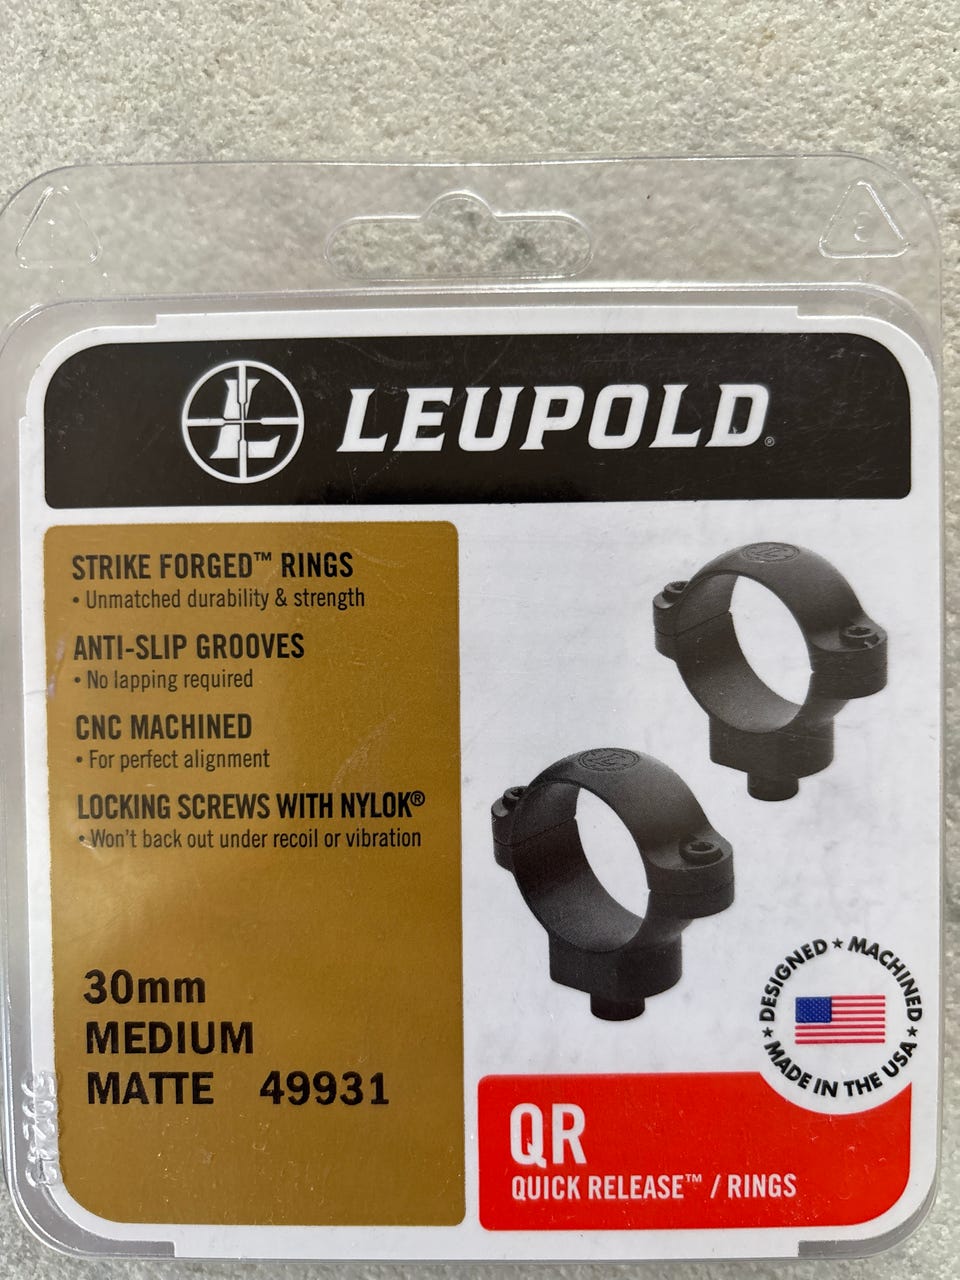 LEUPOLD®
STRIKE FORGED™ RINGS
• Unmatched durability & strength
ANTI-SLIP GROOVES
• No lapping required
CNC MACHINED
• For perfect alignment
LOCKING SCREWS WITH NYLOK®
• Won't back out under recoil or vibration
30mm
MEDIUM
MATTE 49931
DESIGNED ★ MACHINED
★ MADE IN THE USA ★
QR
QUICK RELEASE™ / RINGS